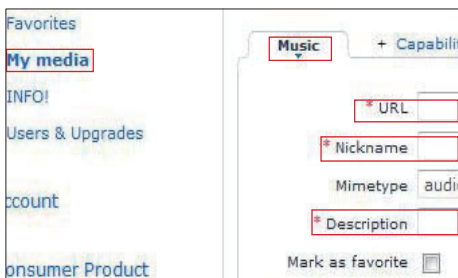 Favorites
My media
INFO!
Users & Upgrades
ccount
onsumer Product
Music + Capabilit
* URL
* Nickname
Mimetype audi
* Description
Mark as favorite